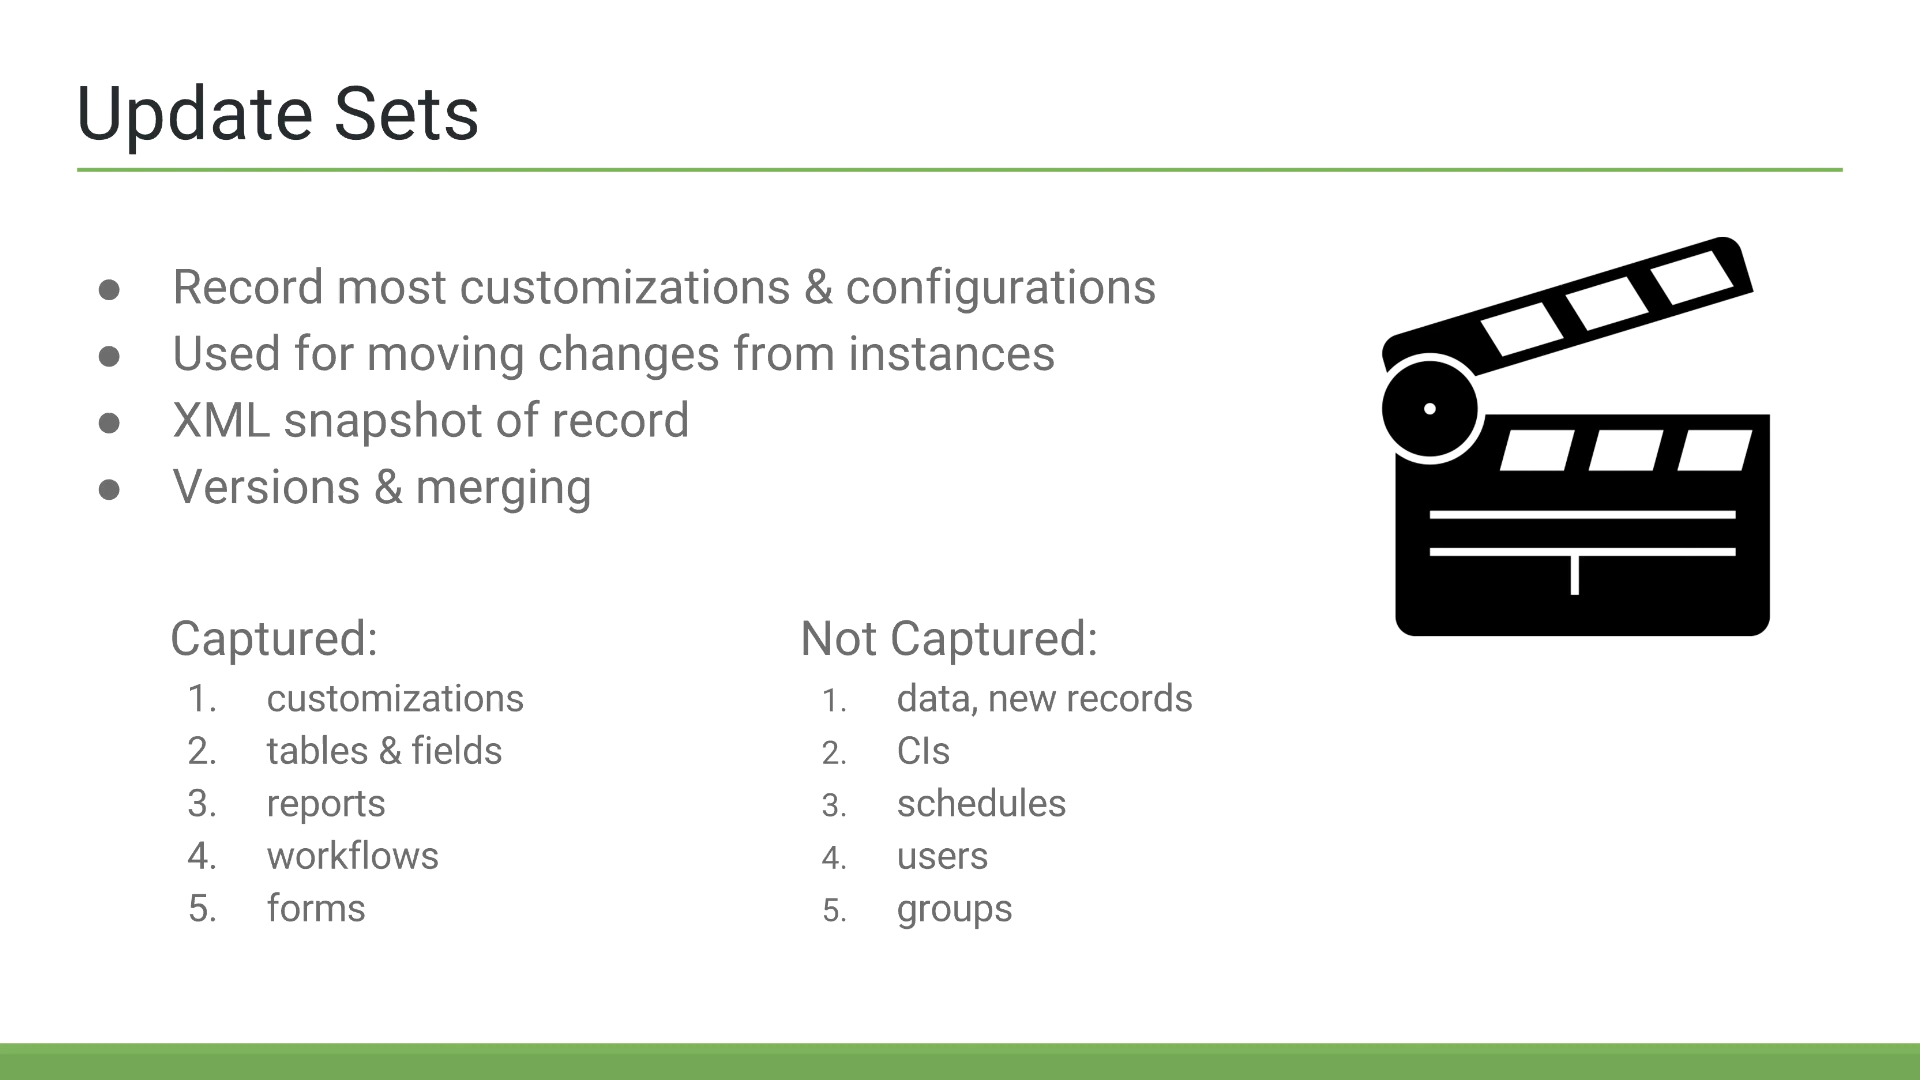 Update Sets
● Record most customizations & configurations
● Used for moving changes from instances
● XML snapshot of record
● Versions & merging
Captured:
1. customizations
2. tables & fields
3. reports
4. workflows
5. forms
Not Captured:
1. data, new records
2. CIs
3. schedules
4. users
5. groups